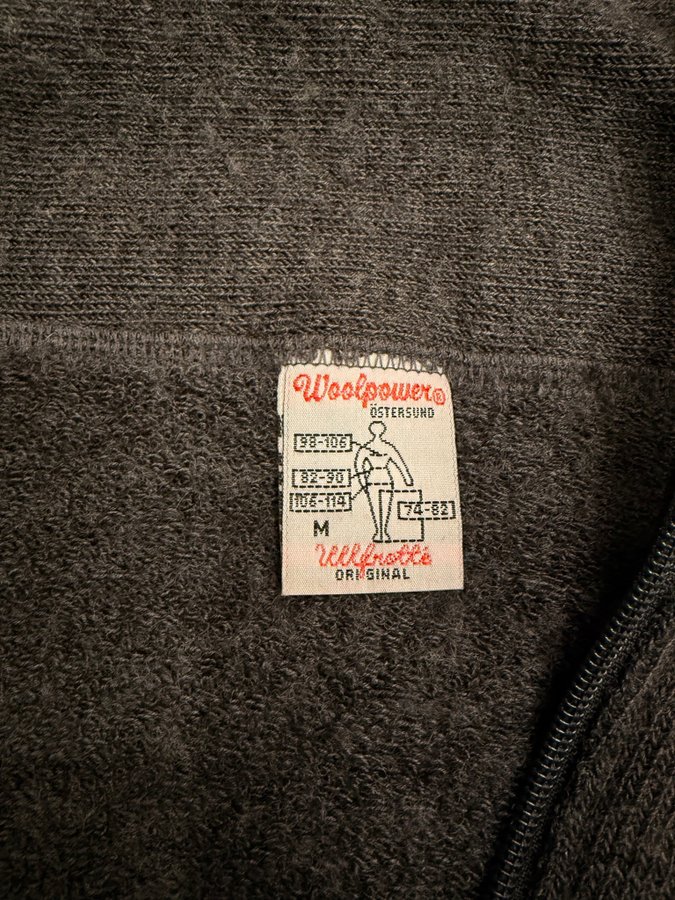 Woolpower®
ÖSTERSUND
98-106
82-90
106-114
74-82
M
Ullfrotté
ORIGINAL